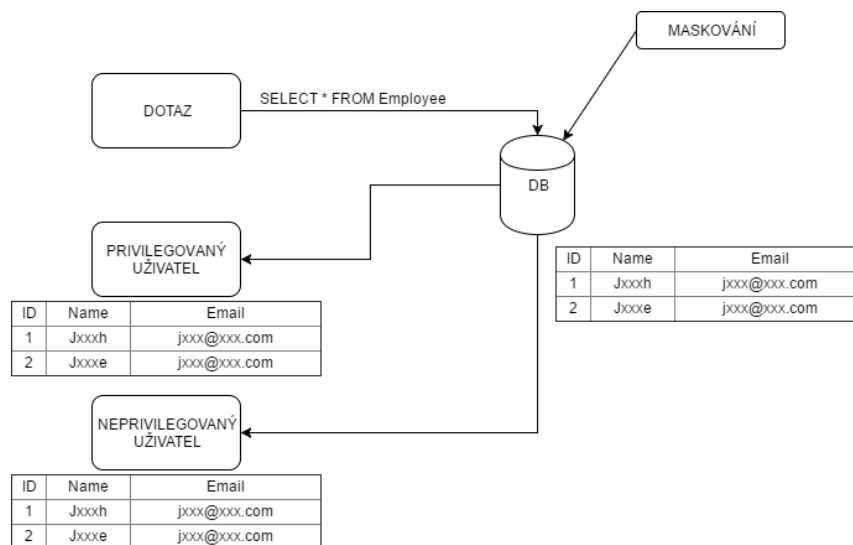 MASKOVÁNÍ
DOTAZ
SELECT * FROM Employee
DB
PRIVILEGOVANÝ
UŽIVATEL
ID Name Email
1 Jxxxh jxxx@xxx.com
2 Jxxxe jxxx@xxx.com
ID Name Email
1 Jxxxh jxxx@xxx.com
2 Jxxxe jxxx@xxx.com
NEPRIVILEGOVANÝ
UŽIVATEL
ID Name Email
1 Jxxxh jxxx@xxx.com
2 Jxxxe jxxx@xxx.com